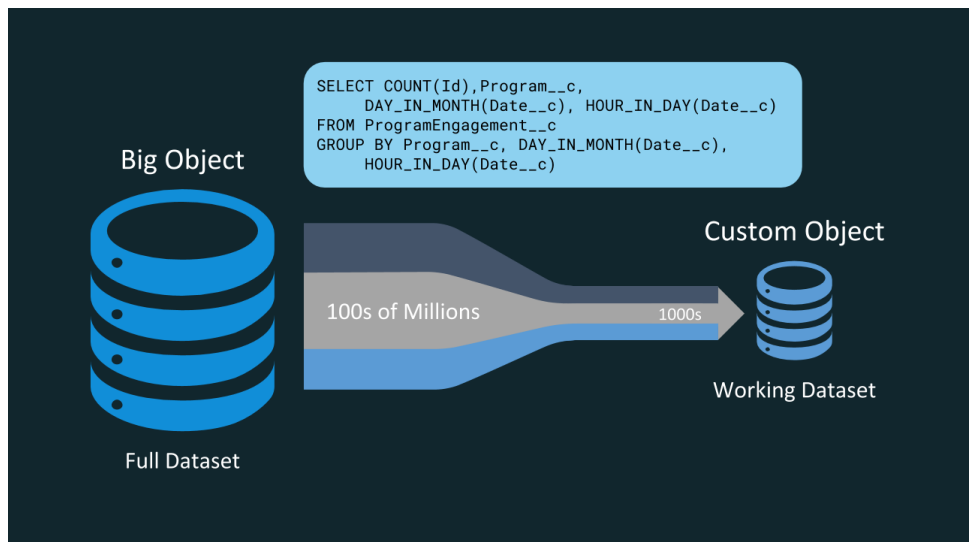 SELECT COUNT(Id),Program__c,
DAY_IN_MONTH(Date__c), HOUR_IN_DAY(Date__c)
FROM ProgramEngagement__c
GROUP BY Program__c, DAY_IN_MONTH(Date__c),
HOUR_IN_DAY(Date__c)
Big Object
Custom Object
100s of Millions
1000s
Working Dataset
Full Dataset